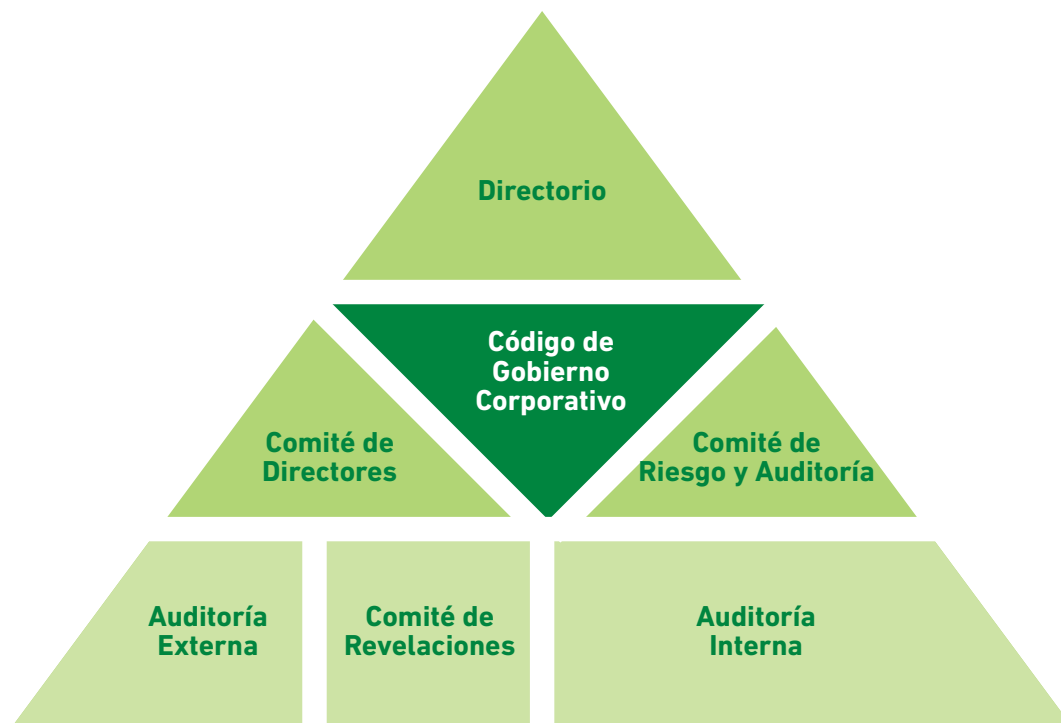 Directorio
Código de
Gobierno
Corporativo
Comité de
Directores
Comité de
Riesgo y Auditoría
Auditoría
Externa
Comité de
Revelaciones
Auditoría
Interna